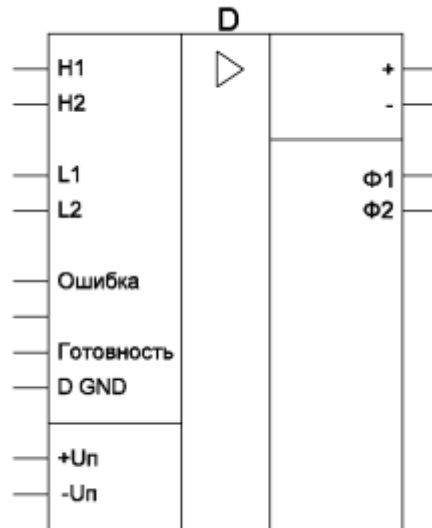 D
H1
H2
L1
L2
Ошибка
Готовность
D GND
+Uп
-Uп
+
-
Ф1
Ф2